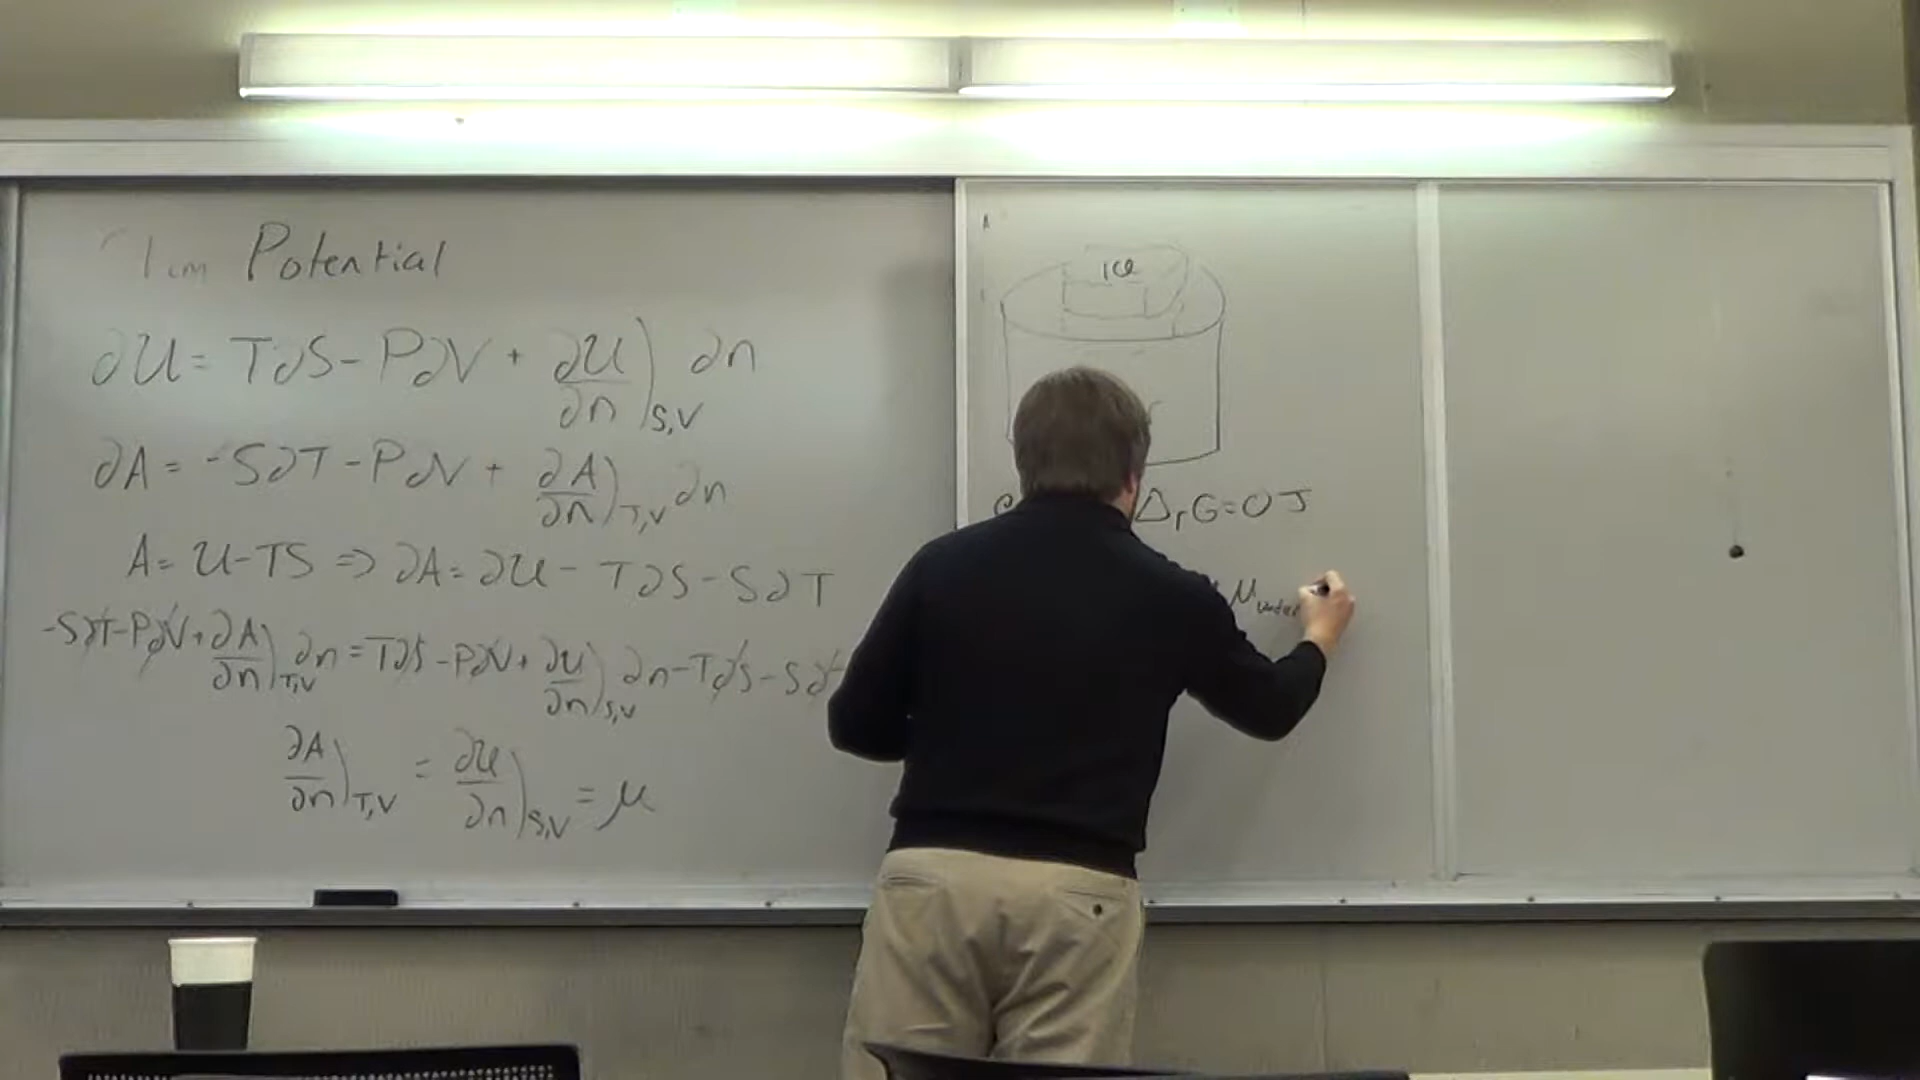 Potential
∂U = T∂S - P∂V + ∂U/∂n)S,V ∂n
∂A = -S∂T - P∂V + ∂A/∂n)T,V ∂n
A = U - TS ⇒ ∂A = ∂U - T∂S - S∂T
-S∂T - P∂V + ∂A/∂n)T,V ∂n = T∂S - P∂V + ∂U/∂n)S,V ∂n - T∂S - S∂T
∂A/∂n)T,V = ∂U/∂n)S,V = μ
ice
ΔrG = 0 J
μwater